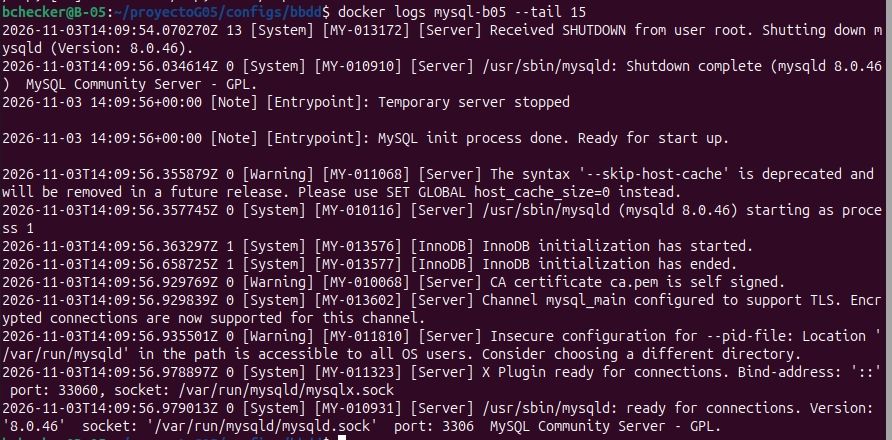 bchecker@B-05:~/proyectoG05/configs/bbdd$ docker logs mysql-b05 --tail 15
2026-11-03T14:09:54.070270Z 13 [System] [MY-013172] [Server] Received SHUTDOWN from user root. Shutting down m
ysqld (Version: 8.0.46).
2026-11-03T14:09:56.034614Z 0 [System] [MY-010910] [Server] /usr/sbin/mysqld: Shutdown complete (mysqld 8.0.46
)  MySQL Community Server - GPL.
2026-11-03 14:09:56+00:00 [Note] [Entrypoint]: Temporary server stopped
2026-11-03 14:09:56+00:00 [Note] [Entrypoint]: MySQL init process done. Ready for start up.
2026-11-03T14:09:56.355879Z 0 [Warning] [MY-011068] [Server] The syntax '--skip-host-cache' is deprecated and
will be removed in a future release. Please use SET GLOBAL host_cache_size=0 instead.
2026-11-03T14:09:56.357745Z 0 [System] [MY-010116] [Server] /usr/sbin/mysqld (mysqld 8.0.46) starting as proce
ss 1
2026-11-03T14:09:56.363297Z 1 [System] [MY-013576] [InnoDB] InnoDB initialization has started.
2026-11-03T14:09:56.658725Z 1 [System] [MY-013577] [InnoDB] InnoDB initialization has ended.
2026-11-03T14:09:56.929769Z 0 [Warning] [MY-010068] [Server] CA certificate ca.pem is self signed.
2026-11-03T14:09:56.929839Z 0 [System] [MY-013602] [Server] Channel mysql_main configured to support TLS. Encr
ypted connections are now supported for this channel.
2026-11-03T14:09:56.935501Z 0 [Warning] [MY-011810] [Server] Insecure configuration for --pid-file: Location '
/var/run/mysqld' in the path is accessible to all OS users. Consider choosing a different directory.
2026-11-03T14:09:56.978897Z 0 [System] [MY-011323] [Server] X Plugin ready for connections. Bind-address: '::'
 port: 33060, socket: /var/run/mysqld/mysqlx.sock
2026-11-03T14:09:56.979013Z 0 [System] [MY-010931] [Server] /usr/sbin/mysqld: ready for connections. Version:
'8.0.46'  socket: '/var/run/mysqld/mysqld.sock'  port: 3306  MySQL Community Server - GPL.